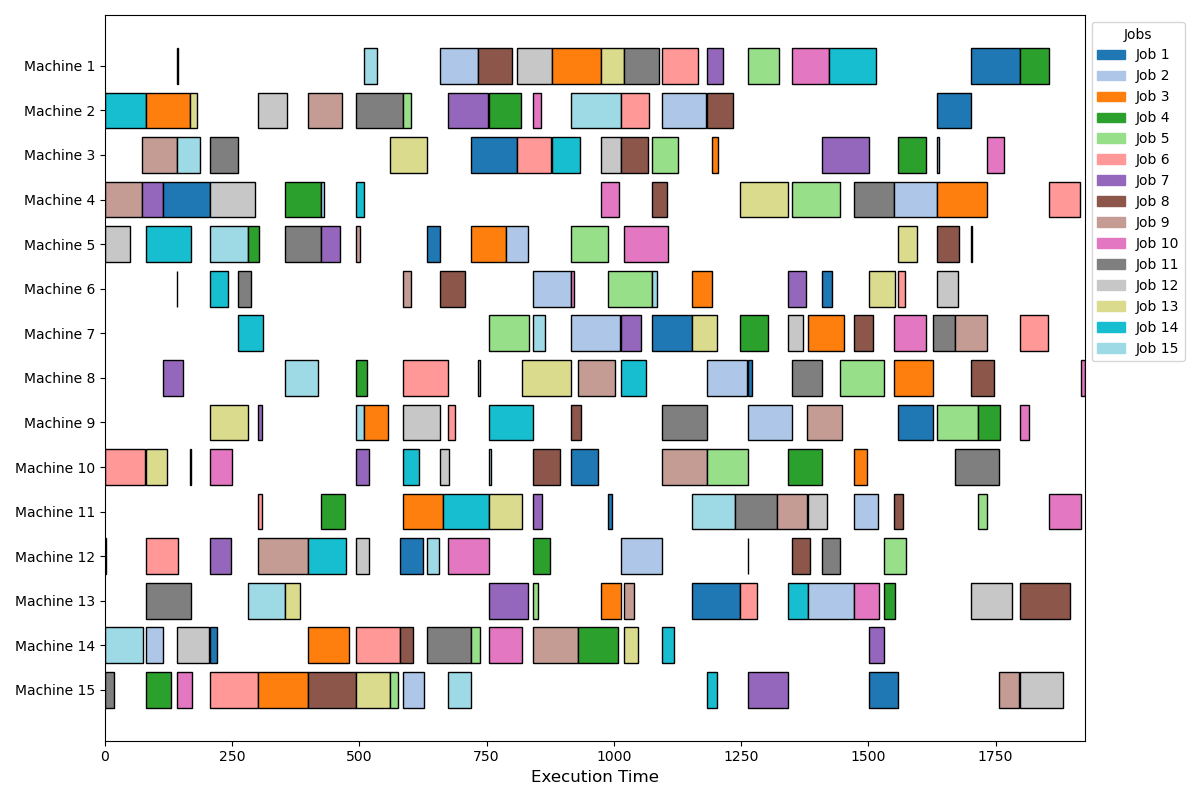 Machine 1
Machine 2
Machine 3
Machine 4
Machine 5
Machine 6
Machine 7
Machine 8
Machine 9
Machine 10
Machine 11
Machine 12
Machine 13
Machine 14
Machine 15
0 250 500 750 1000 1250 1500 1750
Execution Time
Jobs
Job 1
Job 2
Job 3
Job 4
Job 5
Job 6
Job 7
Job 8
Job 9
Job 10
Job 11
Job 12
Job 13
Job 14
Job 15